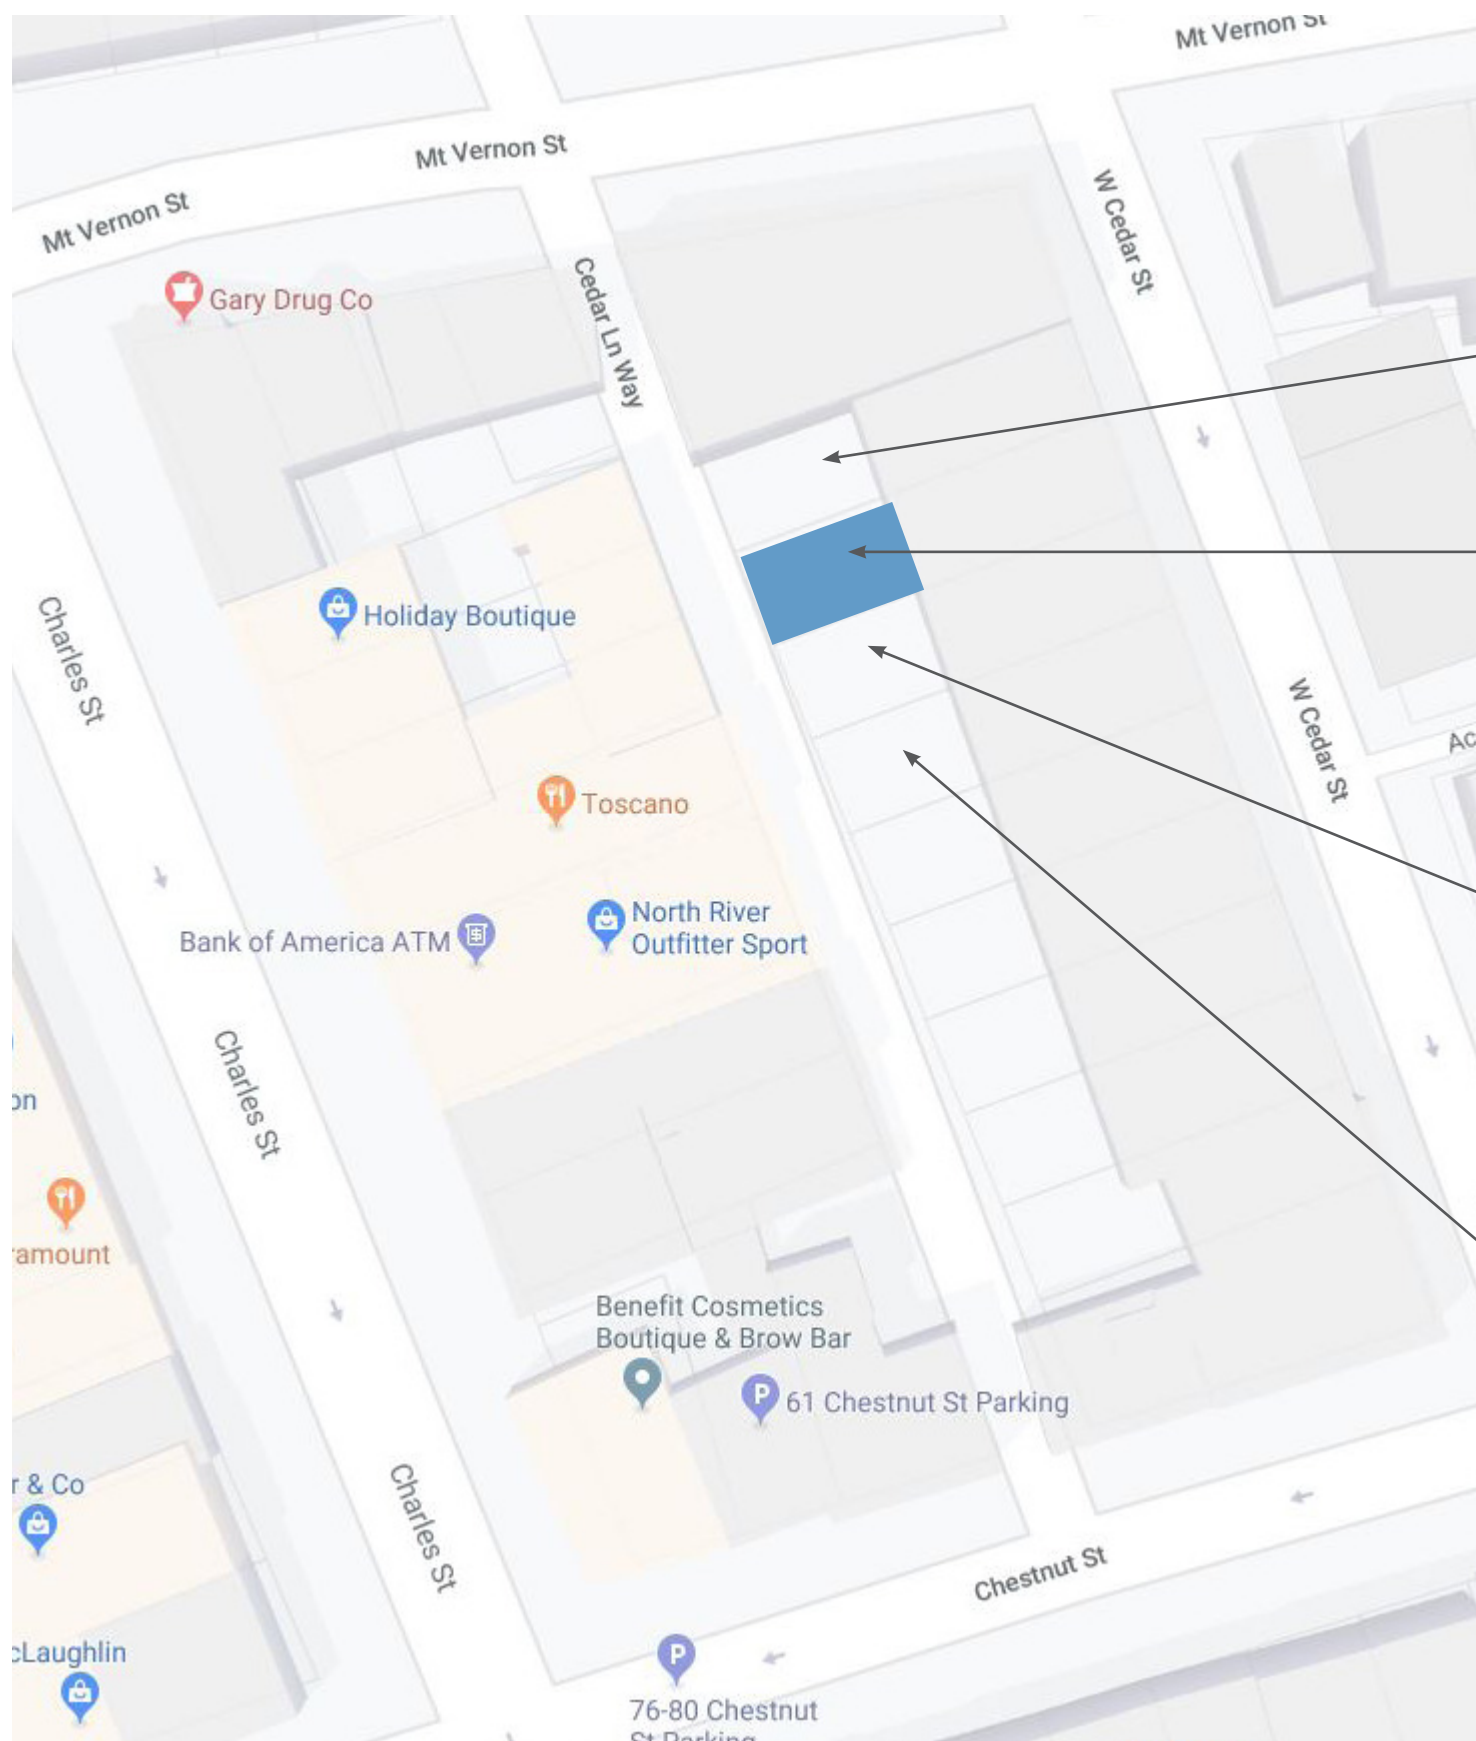 Mt Vernon St
Mt Vernon St
Mt Vernon St
W Cedar St
Cedar Ln Way
Gary Drug Co
Holiday Boutique
Charles St
W Cedar St
Toscano
North River
Outfitter Sport
Bank of America ATM
Charles St
Benefit Cosmetics
Boutique & Brow Bar
61 Chestnut St Parking
& Co
Charles St
Chestnut St
cLaughlin
76-80 Chestnut
St Parking